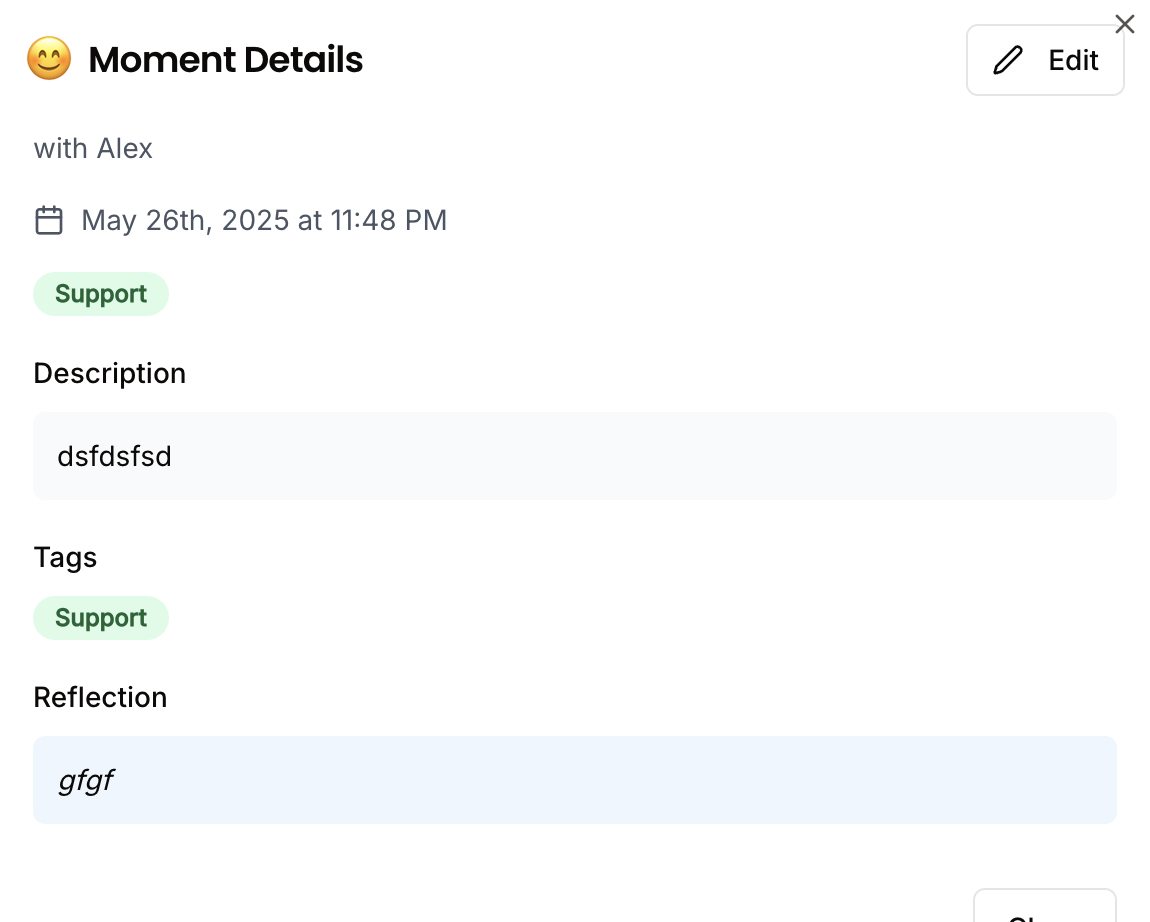 Moment Details
Edit
with Alex
May 26th, 2025 at 11:48 PM
Support
Description
dsfdsfsd
Tags
Support
Reflection
gfgf